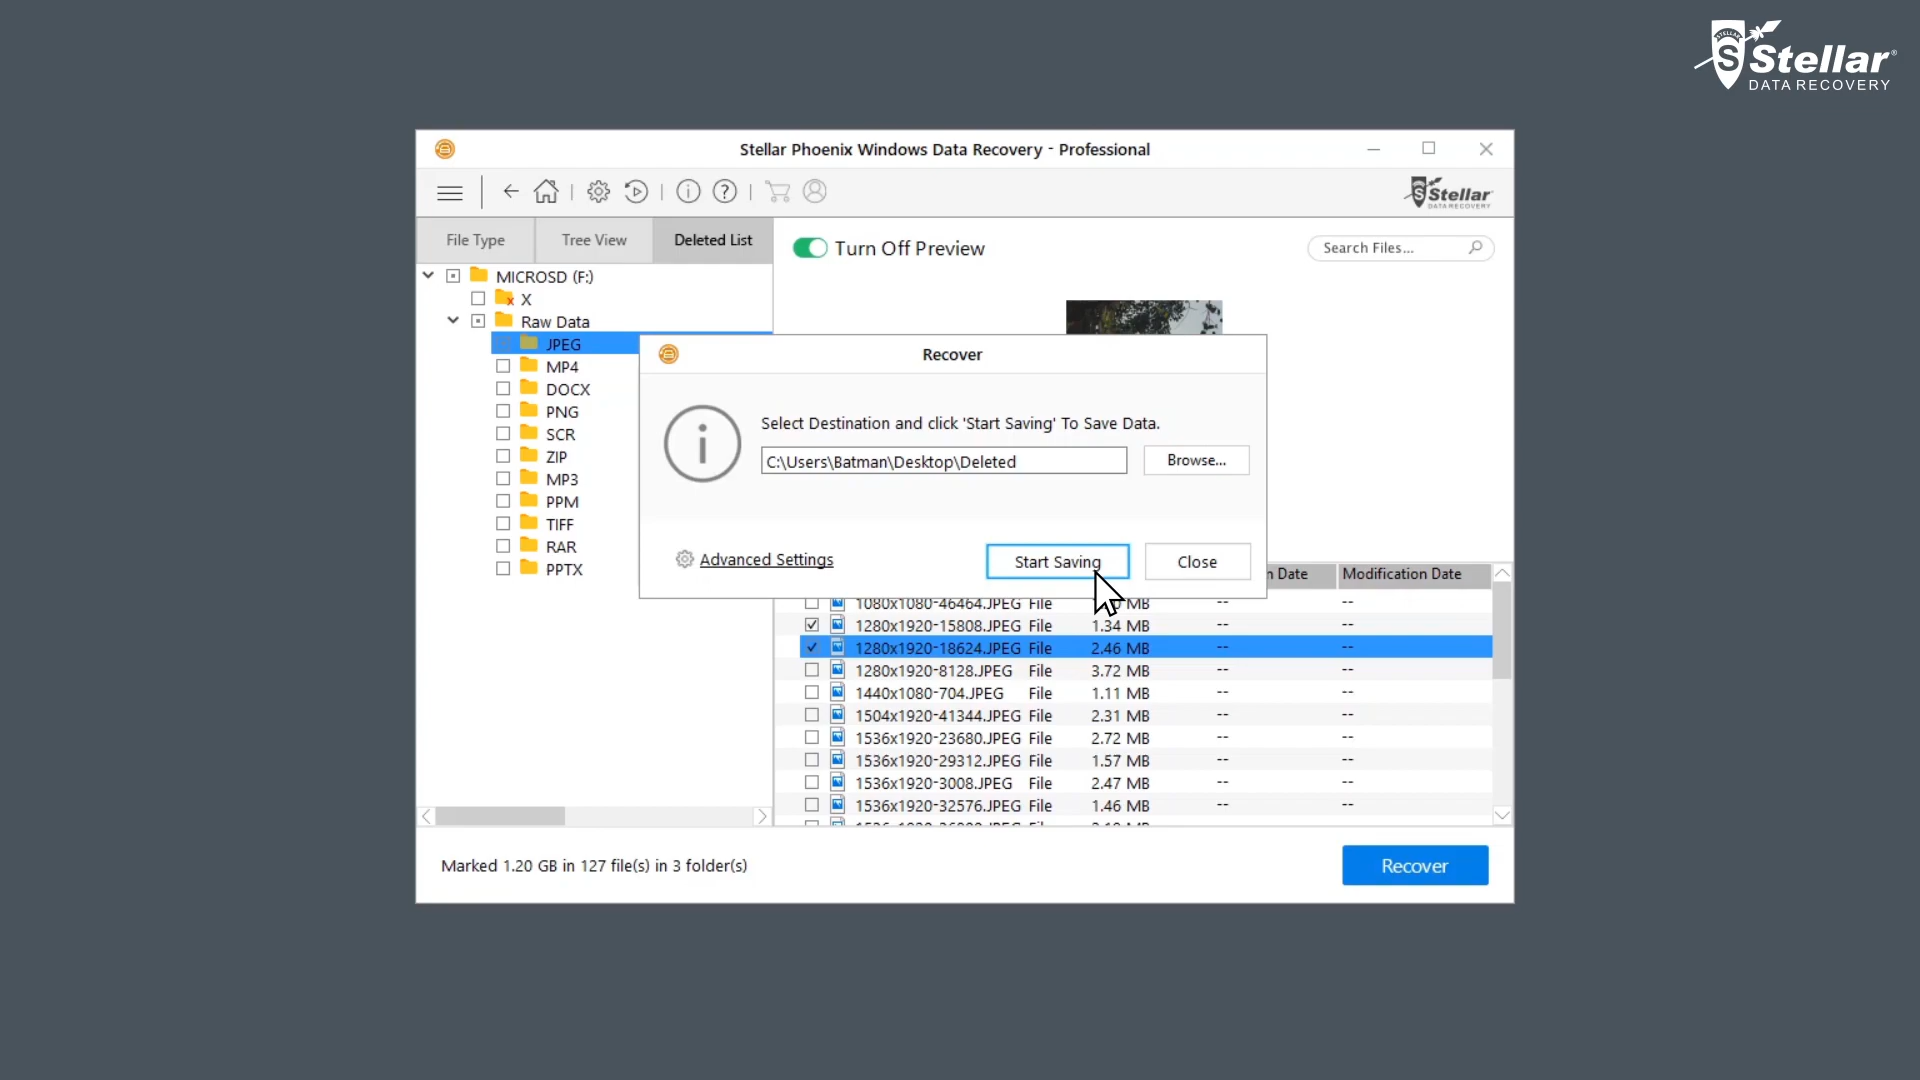 Stellar
DATA RECOVERY
Stellar Phoenix Windows Data Recovery - Professional
Stellar
DATA RECOVERY
File Type
Tree View
Deleted List
Turn Off Preview
Search Files...
MICROSD (F:)
X
Raw Data
JPEG
MP4
DOCX
PNG
SCR
ZIP
MP3
PPM
TIFF
RAR
PPTX
Recover
Select Destination and click 'Start Saving' To Save Data.
C:\Users\Batman\Desktop\Deleted
Browse...
Advanced Settings
Start Saving
Close
Date
Modification Date
1080x1080-46464.JPEG File MB -- --
1280x1920-15808.JPEG File 1.34 MB -- --
1280x1920-18624.JPEG File 2.46 MB -- --
1280x1920-8128.JPEG File 3.72 MB -- --
1440x1080-704.JPEG File 1.11 MB -- --
1504x1920-41344.JPEG File 2.31 MB -- --
1536x1920-23680.JPEG File 2.72 MB -- --
1536x1920-29312.JPEG File 1.57 MB -- --
1536x1920-3008.JPEG File 2.47 MB -- --
1536x1920-32576.JPEG File 1.46 MB -- --
Marked 1.20 GB in 127 file(s) in 3 folder(s)
Recover